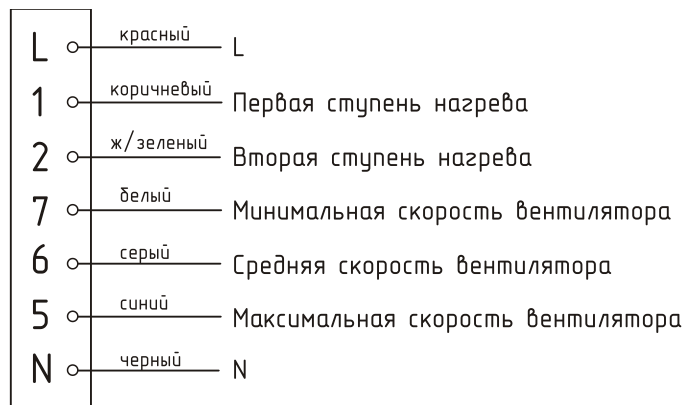 L красный L
1 коричневый Первая ступень нагрева
2 ж/зеленый Вторая ступень нагрева
7 белый Минимальная скорость вентилятора
6 серый Средняя скорость вентилятора
5 синий Максимальная скорость вентилятора
N черный N